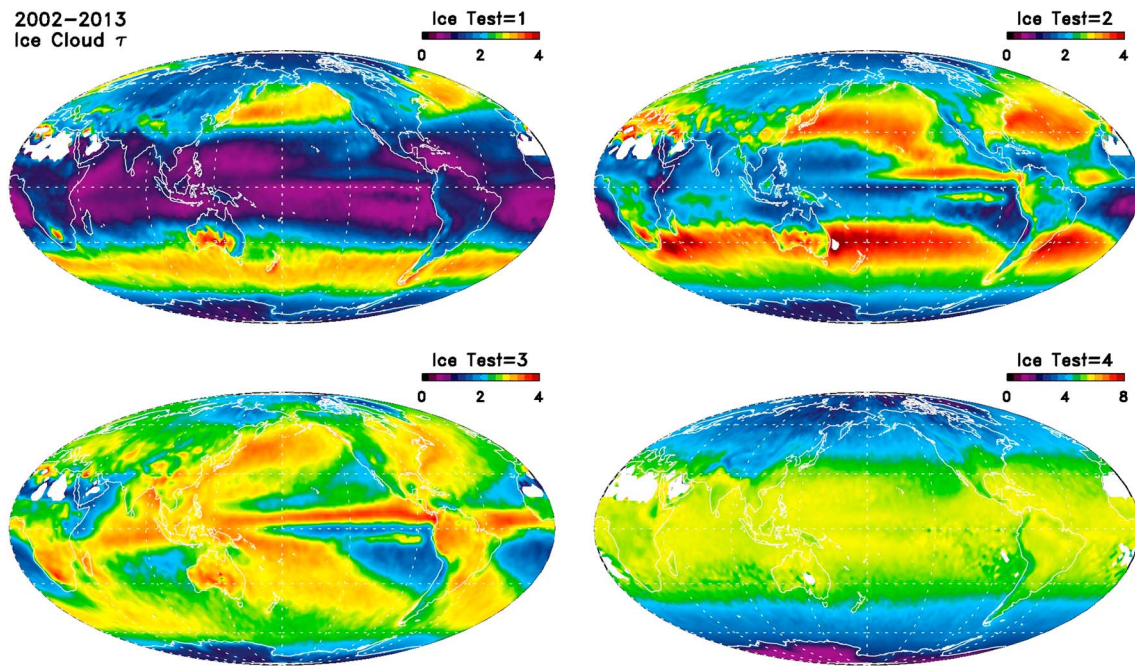 2002–2013
Ice Cloud τ
Ice Test=1
0 2 4
Ice Test=2
0 2 4
Ice Test=3
0 2 4
Ice Test=4
0 4 8